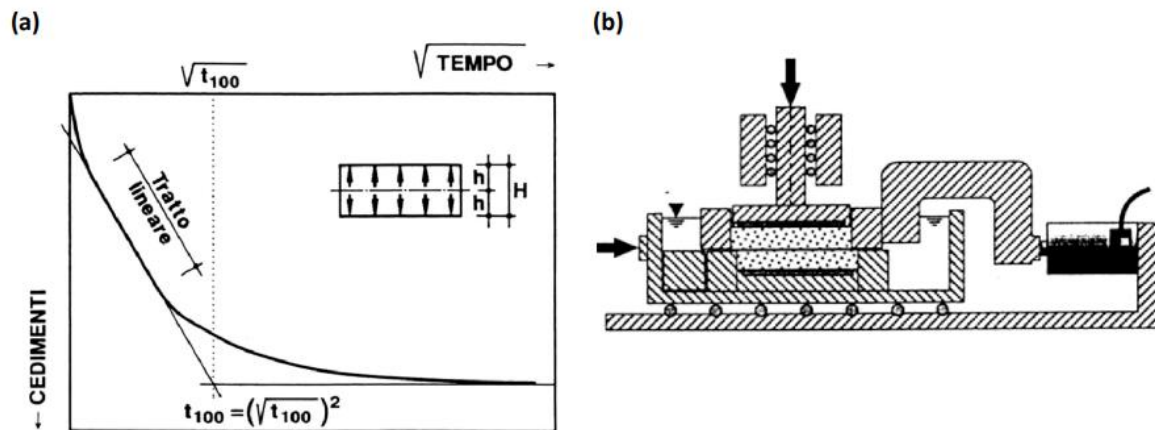 (a)
(b)
√TEMPO →
√t₁₀₀
h
h
H
Tratto
lineare
← CEDIMENTI
t₁₀₀ = (√t₁₀₀)²